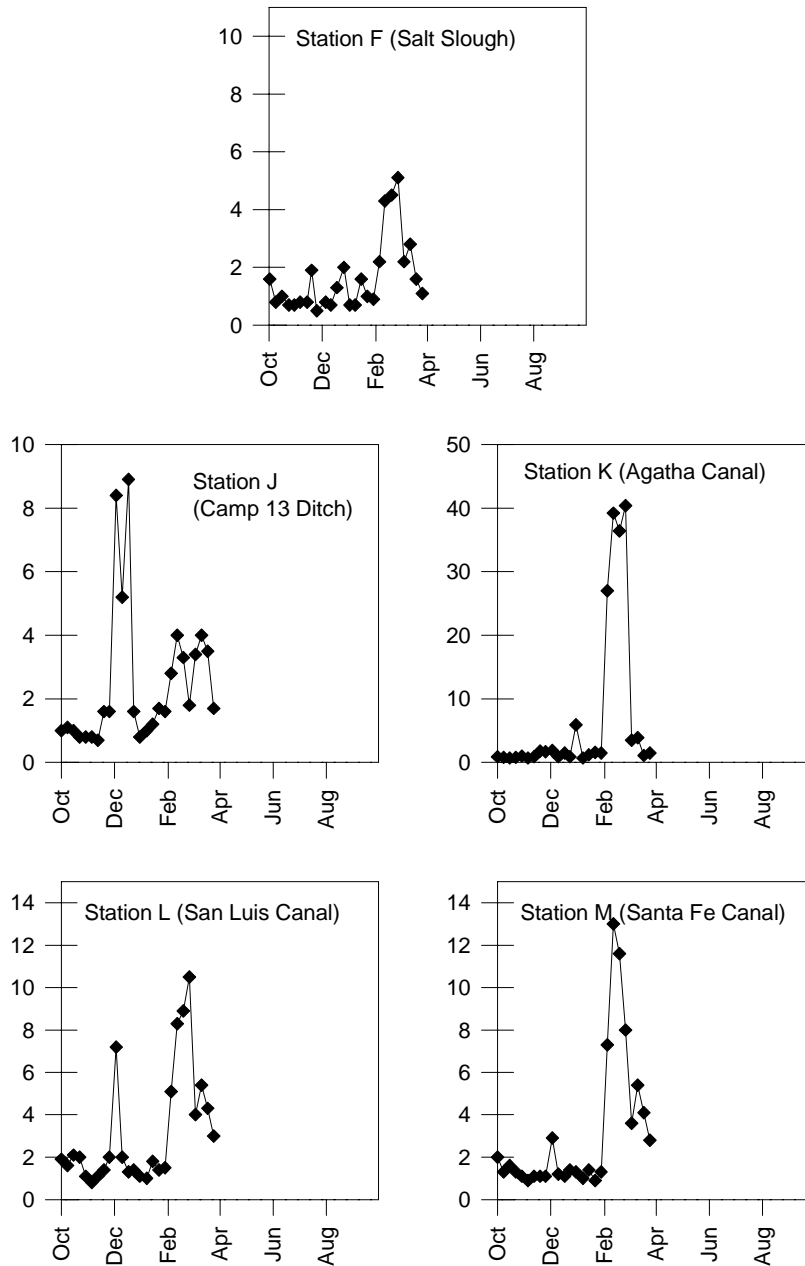 Station F (Salt Slough)
10
8
6
4
2
0
Oct
Dec
Feb
Apr
Jun
Aug
Station J
(Camp 13 Ditch)
10
8
6
4
2
0
Oct
Dec
Feb
Apr
Jun
Aug
Station K (Agatha Canal)
50
40
30
20
10
0
Oct
Dec
Feb
Apr
Jun
Aug
Station L (San Luis Canal)
14
12
10
8
6
4
2
0
Oct
Dec
Feb
Apr
Jun
Aug
Station M (Santa Fe Canal)
14
12
10
8
6
4
2
0
Oct
Dec
Feb
Apr
Jun
Aug